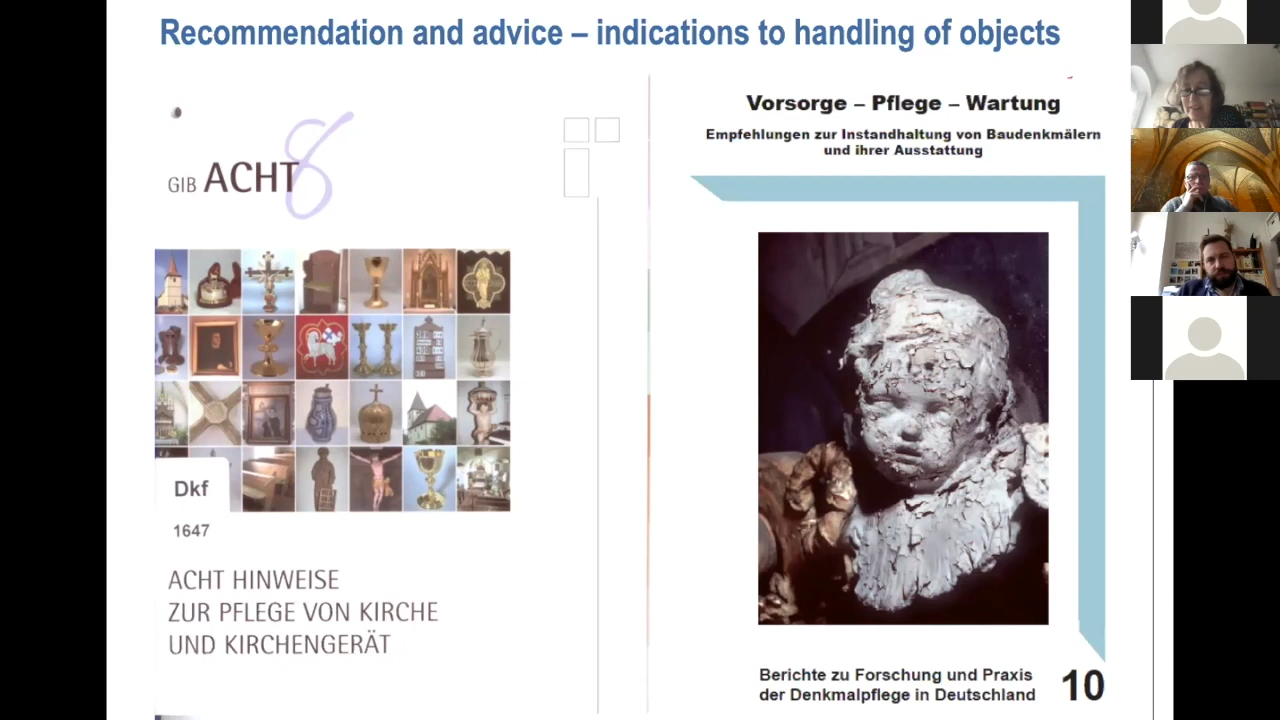 Recommendation and advice – indications to handling of objects
GIB ACHT 8
Dkf
1647
ACHT HINWEISE
ZUR PFLEGE VON KIRCHE
UND KIRCHENGERÄT
Vorsorge – Pflege – Wartung
Empfehlungen zur Instandhaltung von Baudenkmälern
und ihrer Ausstattung
Berichte zu Forschung und Praxis
der Denkmalpflege in Deutschland
10